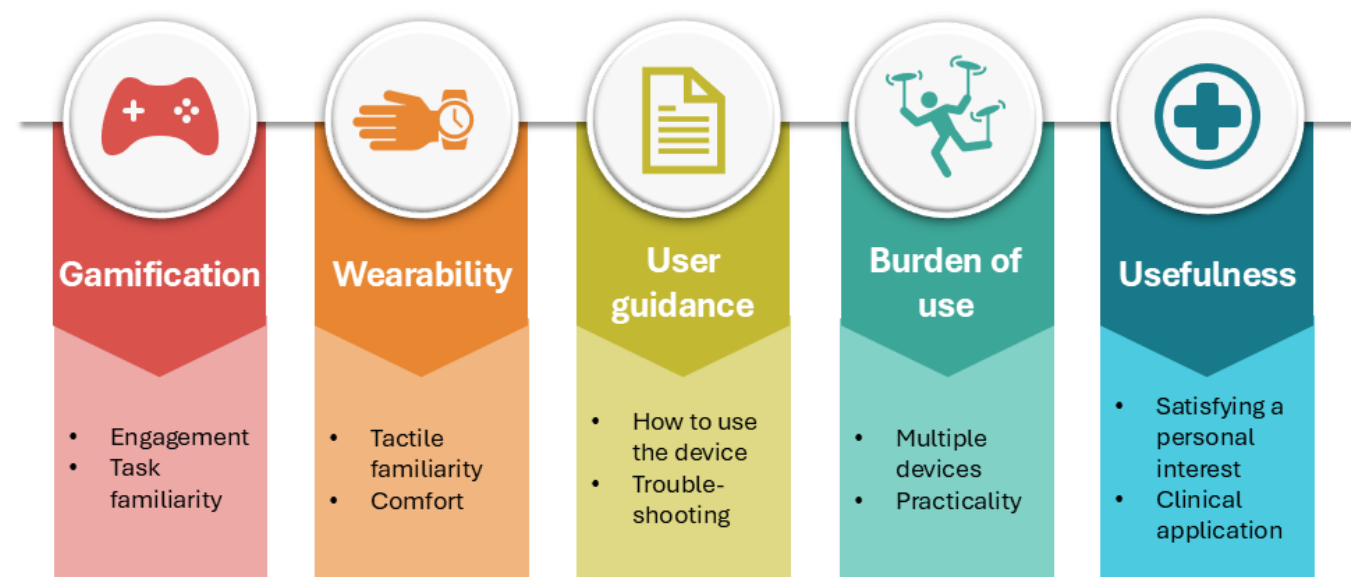 Gamification
• Engagement
• Task
familiarity
Wearability
• Tactile
familiarity
• Comfort
User
guidance
• How to use
the device
• Trouble-
shooting
Burden of
use
• Multiple
devices
• Practicality
Usefulness
• Satisfying a
personal
interest
• Clinical
application